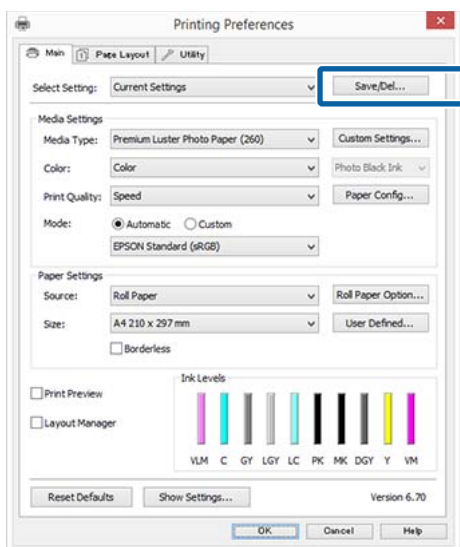 Printing Preferences
Main Page Layout Utility
Select Setting: Current Settings Save/Del...
Media Settings
Media Type: Premium Luster Photo Paper (260) Custom Settings...
Color: Color Photo Black Ink
Print Quality: Speed Paper Config...
Mode: Automatic Custom
EPSON Standard (sRGB)
Paper Settings
Source: Roll Paper Roll Paper Option...
Size: A4 210 x 297 mm User Defined...
Borderless
Ink Levels
Print Preview
Layout Manager
VLM C GY LGY LC PK MK DGY Y VM
Reset Defaults Show Settings... Version 6.70
OK Cancel Help